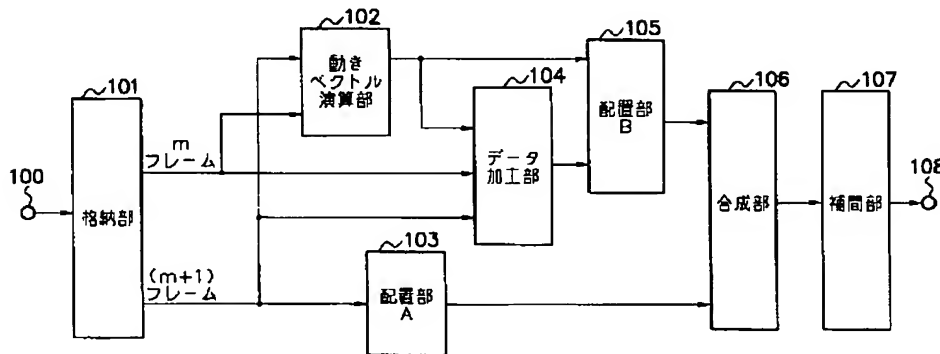 100
101
格納部
m
フレーム
(m+1)
フレーム
102
動き
ベクトル
演算部
103
配置部
A
104
データ
加工部
105
配置部
B
106
合成部
107
補間部
108